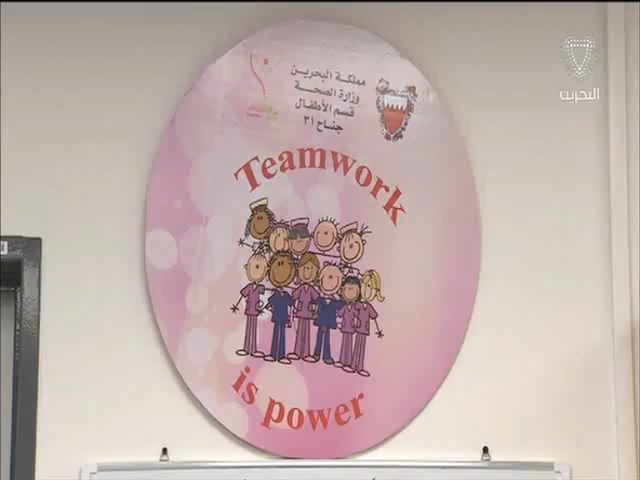 مملكة البحرين
وزارة الصحة
قسم الأطفال
جناح ٣١
Teamwork
is power
البحرين